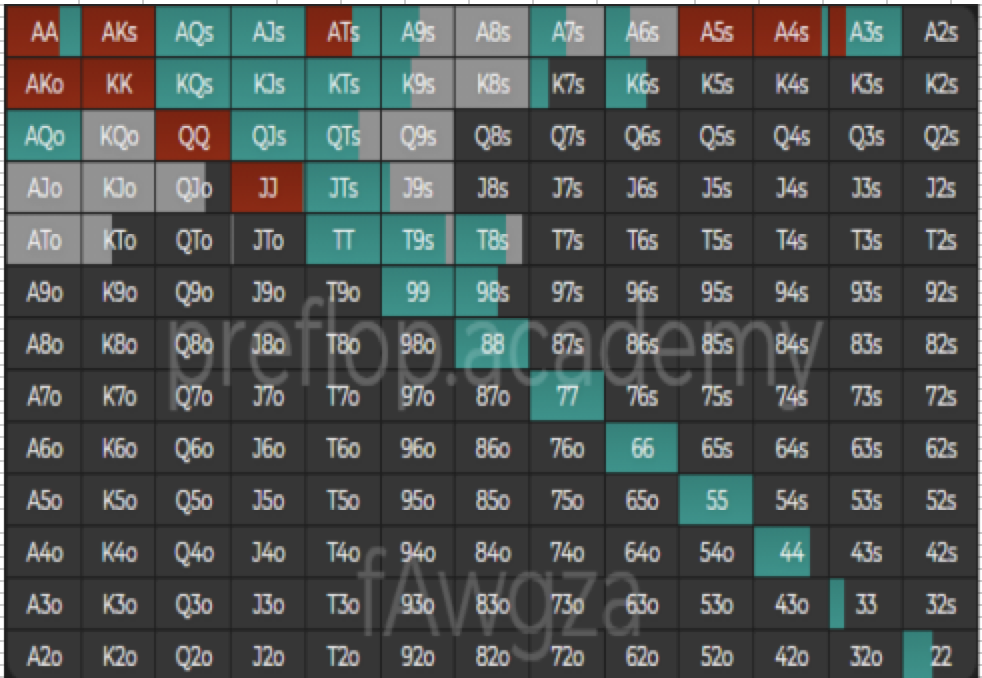 AA AKs AQs AJs ATs A9s A8s A7s A6s A5s A4s A3s A2s
AKo KK KQs KJs KTs K9s K8s K7s K6s K5s K4s K3s K2s
AQo KQo QQ QJs QTs Q9s Q8s Q7s Q6s Q5s Q4s Q3s Q2s
AJo KJo QJo JJ JTs J9s J8s J7s J6s J5s J4s J3s J2s
ATo KTo QTo JTo TT T9s T8s T7s T6s T5s T4s T3s T2s
A9o K9o Q9o J9o T9o 99 98s 97s 96s 95s 94s 93s 92s
A8o K8o Q8o J8o T8o 98o 88 87s 86s 85s 84s 83s 82s
preflop.academy
A7o K7o Q7o J7o T7o 97o 87o 77 76s 75s 74s 73s 72s
A6o K6o Q6o J6o T6o 96o 86o 76o 66 65s 64s 63s 62s
A5o K5o Q5o J5o T5o 95o 85o 75o 65o 55 54s 53s 52s
A4o K4o Q4o J4o T4o 94o 84o 74o 64o 54o 44 43s 42s
A3o K3o Q3o J3o T3o 93o 83o 73o 63o 53o 43o 33 32s
fAwgza
A2o K2o Q2o J2o T2o 92o 82o 72o 62o 52o 42o 32o 22